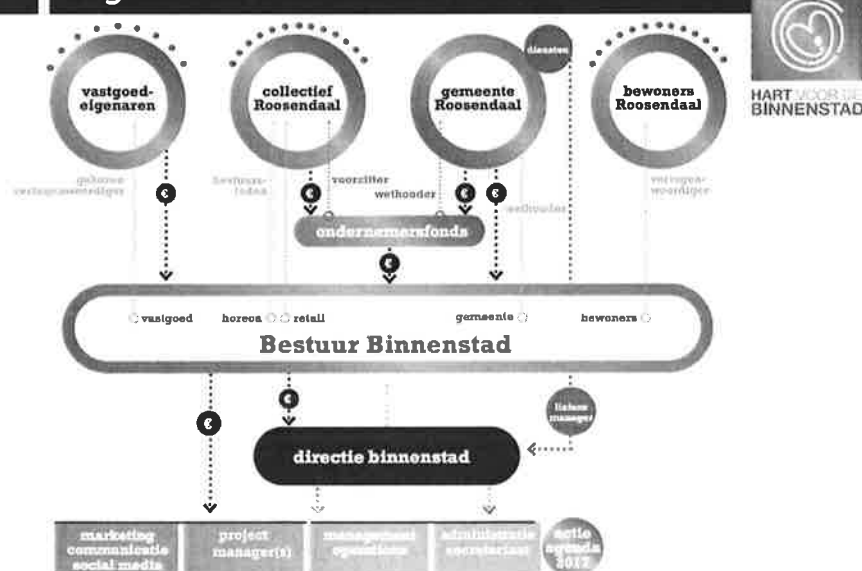 diensten
vastgoed-
eigenaren
collectief
Roosendaal
gemeente
Roosendaal
bewoners
Roosendaal
HART VOOR DE
BINNENSTAD
voorzitter
wethouder
wethouder
€
€
€
€
ondernemersfonds
€
vastgoed
horeca
retail
gemeente
bewoners
Bestuur Binnenstad
€
€
liaison
manager
directie binnenstad
marketing
communicatie
social media
project
manager(s)
management
operations
administratie
secretariaat
actie
agenda
2017